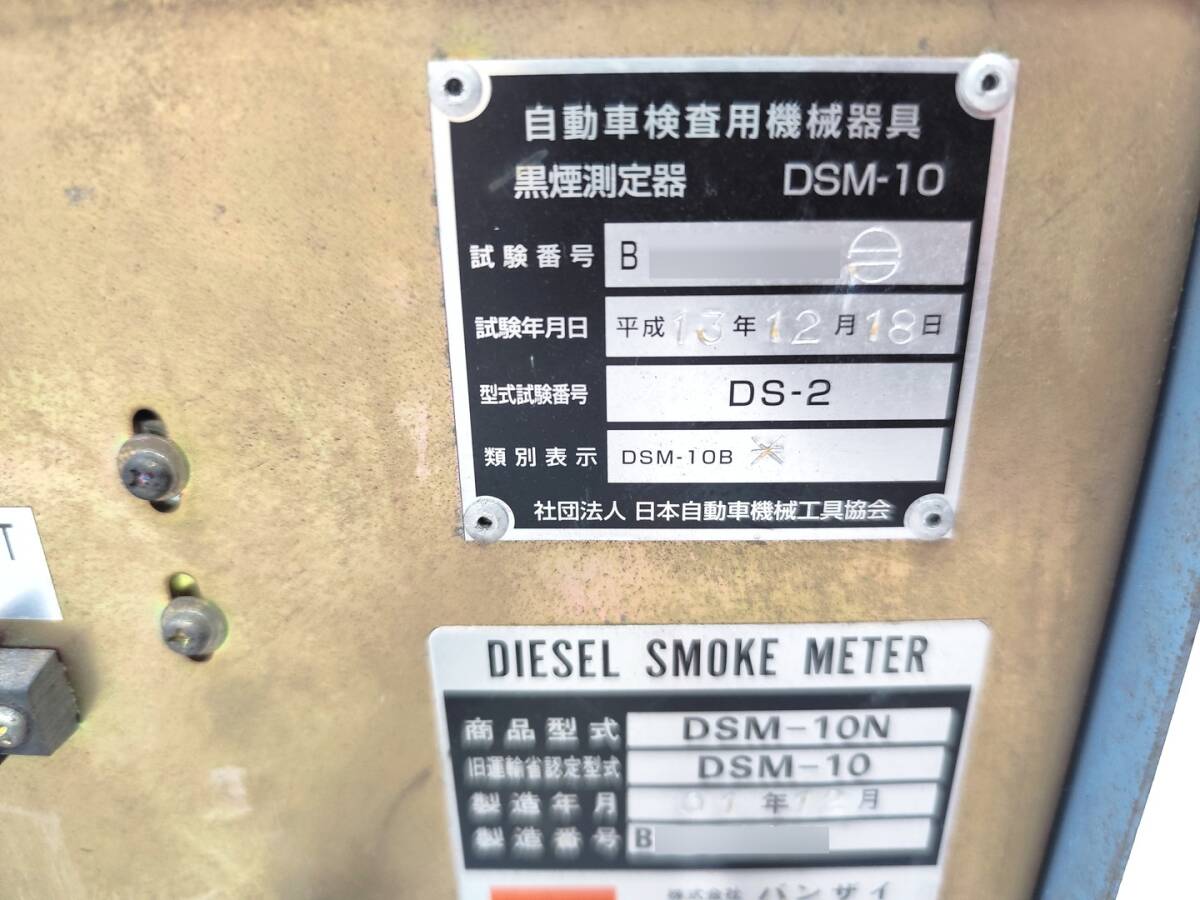 自動車検査用機械器具
黒煙測定器 DSM-10
試験番号 B
試験年月日 平成13年12月18日
型式試験番号 DS-2
類別表示 DSM-10B
社団法人 日本自動車機械工具協会
T
DIESEL SMOKE METER
商品型式 DSM-10N
旧運輸省認定型式 DSM-10
製造年月 01年12月
製造番号 B
株式会社 バンザイ